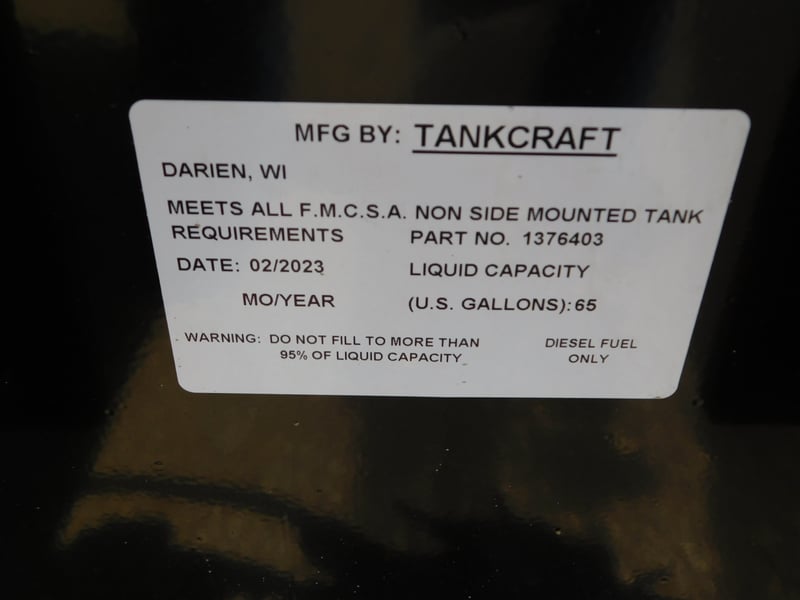 MFG BY: TANKCRAFT
DARIEN, WI
MEETS ALL F.M.C.S.A. NON SIDE MOUNTED TANK
REQUIREMENTS PART NO. 1376403
DATE: 02/2023 LIQUID CAPACITY
MO/YEAR (U.S. GALLONS): 65
WARNING: DO NOT FILL TO MORE THAN DIESEL FUEL
95% OF LIQUID CAPACITY ONLY